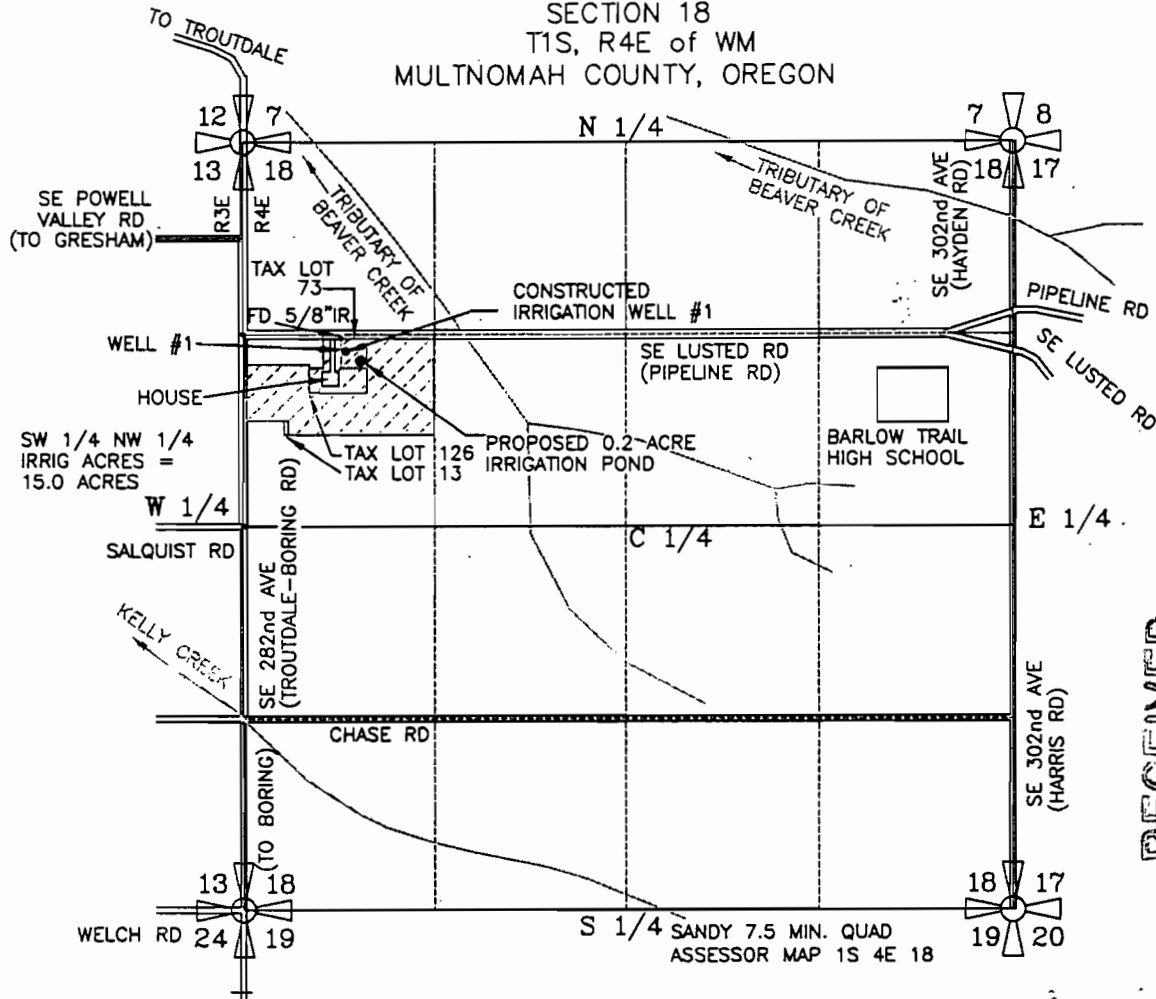 SECTION 18
T1S, R4E of WM
MULTNOMAH COUNTY, OREGON
TO TROUTDALE
12 7
13 18
N 1/4
7 8
18 17
SE POWELL
VALLEY RD
(TO GRESHAM)
R3E
R4E
TRIBUTARY OF
BEAVER CREEK
TRIBUTARY OF
BEAVER CREEK
SE 302nd AVE
(HAYDEN RD)
TAX LOT
73
FD 5/8"IR
CONSTRUCTED
IRRIGATION WELL #1
PIPELINE RD
SE LUSTED RD
WELL #1
SE LUSTED RD
(PIPELINE RD)
HOUSE
SW 1/4 NW 1/4
IRRIG ACRES =
15.0 ACRES
TAX LOT 126
TAX LOT 13
PROPOSED 0.2 ACRE
IRRIGATION POND
BARLOW TRAIL
HIGH SCHOOL
W 1/4
C 1/4
E 1/4
SALQUIST RD
SE 282nd AVE
(TROUTDALE-BORING RD)
KELLY CREEK
CHASE RD
SE 302nd AVE
(HARRIS RD)
RECEIVED
(TO BORING)
13 18
24 19
WELCH RD
S 1/4
18 17
19 20
SANDY 7.5 MIN. QUAD
ASSESSOR MAP 1S 4E 18